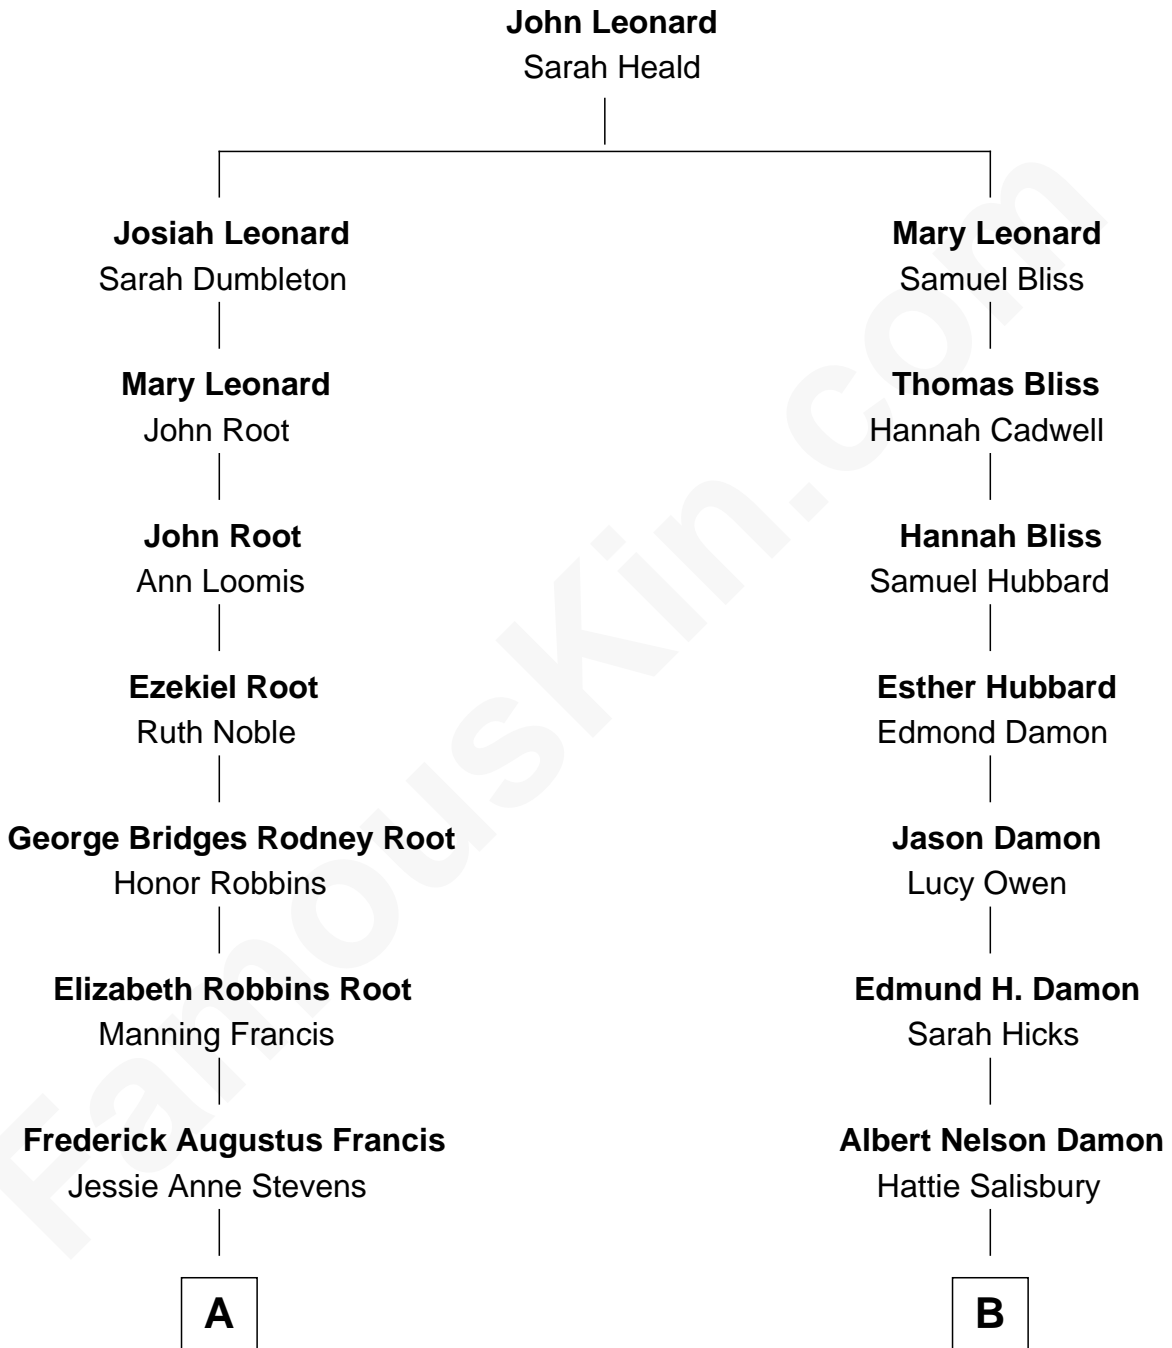 John Leonard
Sarah Heald
Josiah Leonard
Sarah Dumbleton
Mary Leonard
Samuel Bliss
Mary Leonard
John Root
Thomas Bliss
Hannah Cadwell
John Root
Ann Loomis
Hannah Bliss
Samuel Hubbard
Ezekiel Root
Ruth Noble
Esther Hubbard
Edmond Damon
George Bridges Rodney Root
Honor Robbins
Jason Damon
Lucy Owen
Elizabeth Robbins Root
Manning Francis
Edmund H. Damon
Sarah Hicks
Frederick Augustus Francis
Jessie Anne Stevens
Albert Nelson Damon
Hattie Salisbury
A
B
FamousKin.com